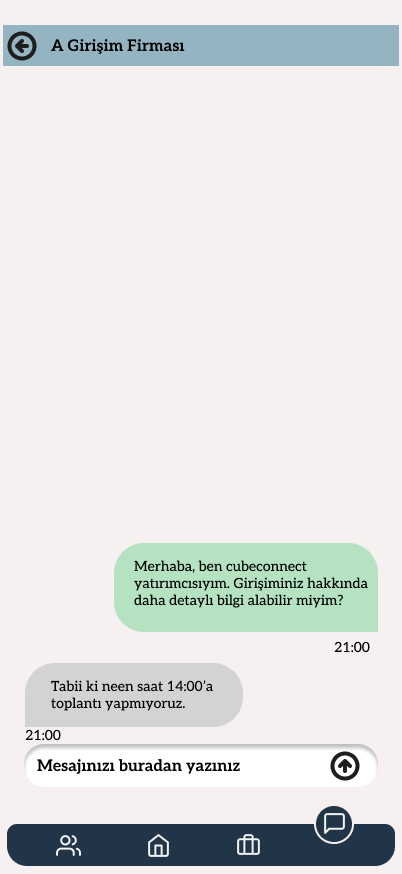 A Girişim Firması
Merhaba, ben cubeconnect
yatırımcısıyım. Girişiminiz hakkında
daha detaylı bilgi alabilir miyim?
21:00
Tabii ki neen saat 14:00’a
toplantı yapmıyoruz.
21:00
Mesajınızı buradan yazınız